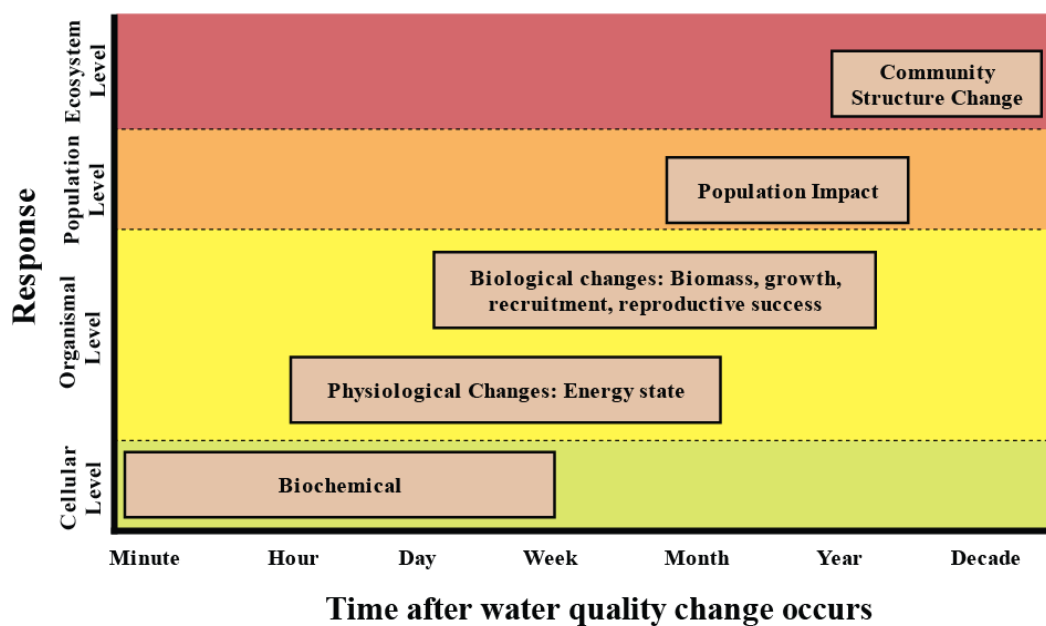 Response
Ecosystem
Level
Community
Structure Change
Population
Level
Population Impact
Organismal
Level
Biological changes: Biomass, growth,
recruitment, reproductive success
Physiological Changes: Energy state
Cellular
Level
Biochemical
Minute Hour Day Week Month Year Decade
Time after water quality change occurs